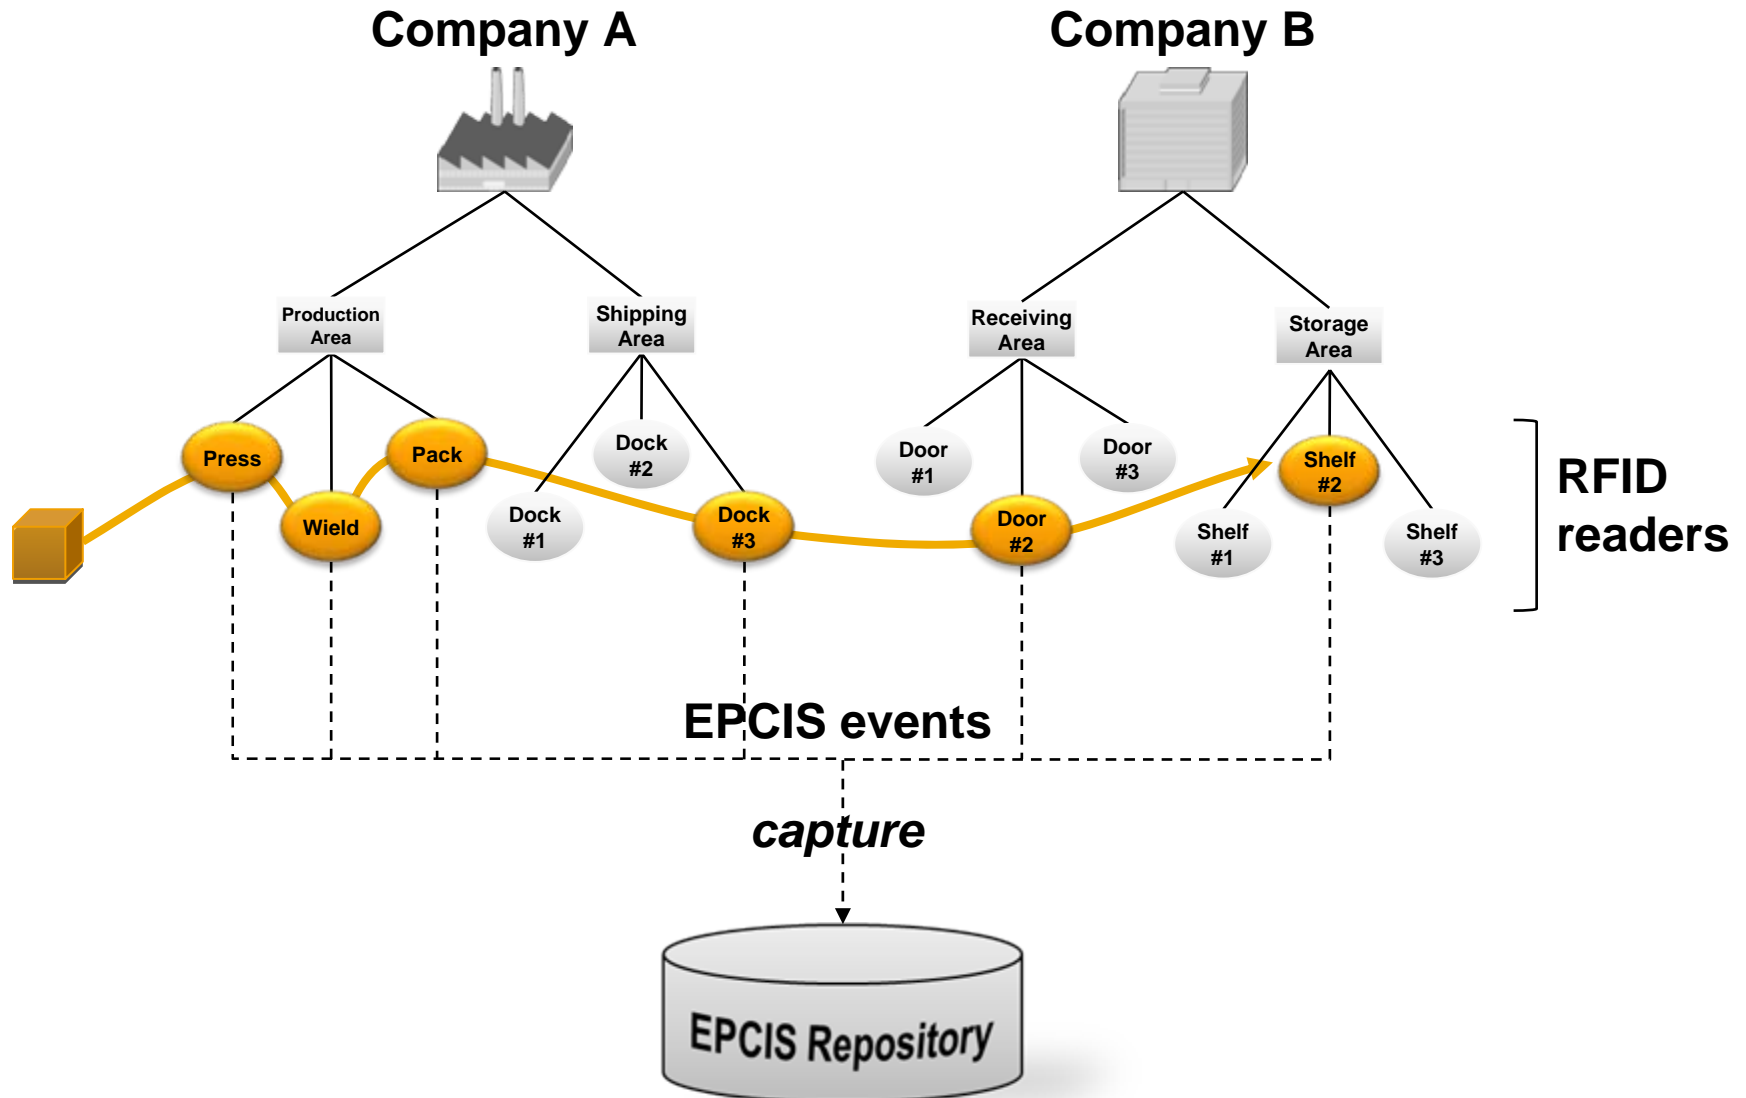 Company A
Company B
Production
Area
Shipping
Area
Receiving
Area
Storage
Area
Press
Wield
Pack
Dock
#1
Dock
#2
Dock
#3
Door
#1
Door
#2
Door
#3
Shelf
#1
Shelf
#2
Shelf
#3
RFID
readers
EPCIS events
capture
EPCIS Repository